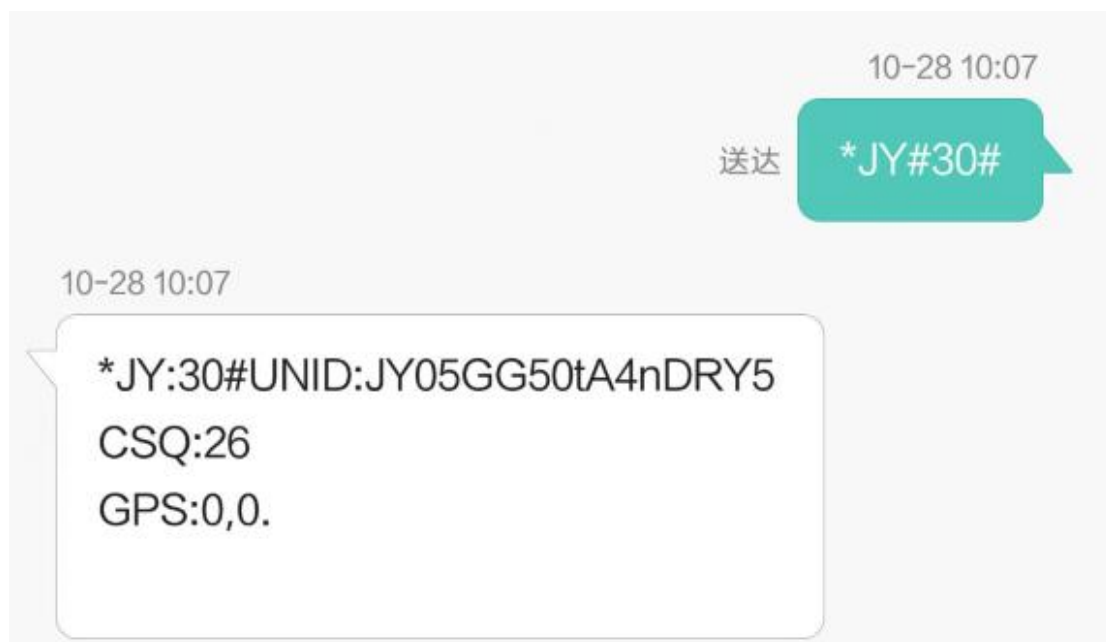 10-28 10:07
送达
*JY#30#
10-28 10:07
*JY:30#UNID:JY05GG50tA4nDRY5
CSQ:26
GPS:0,0.